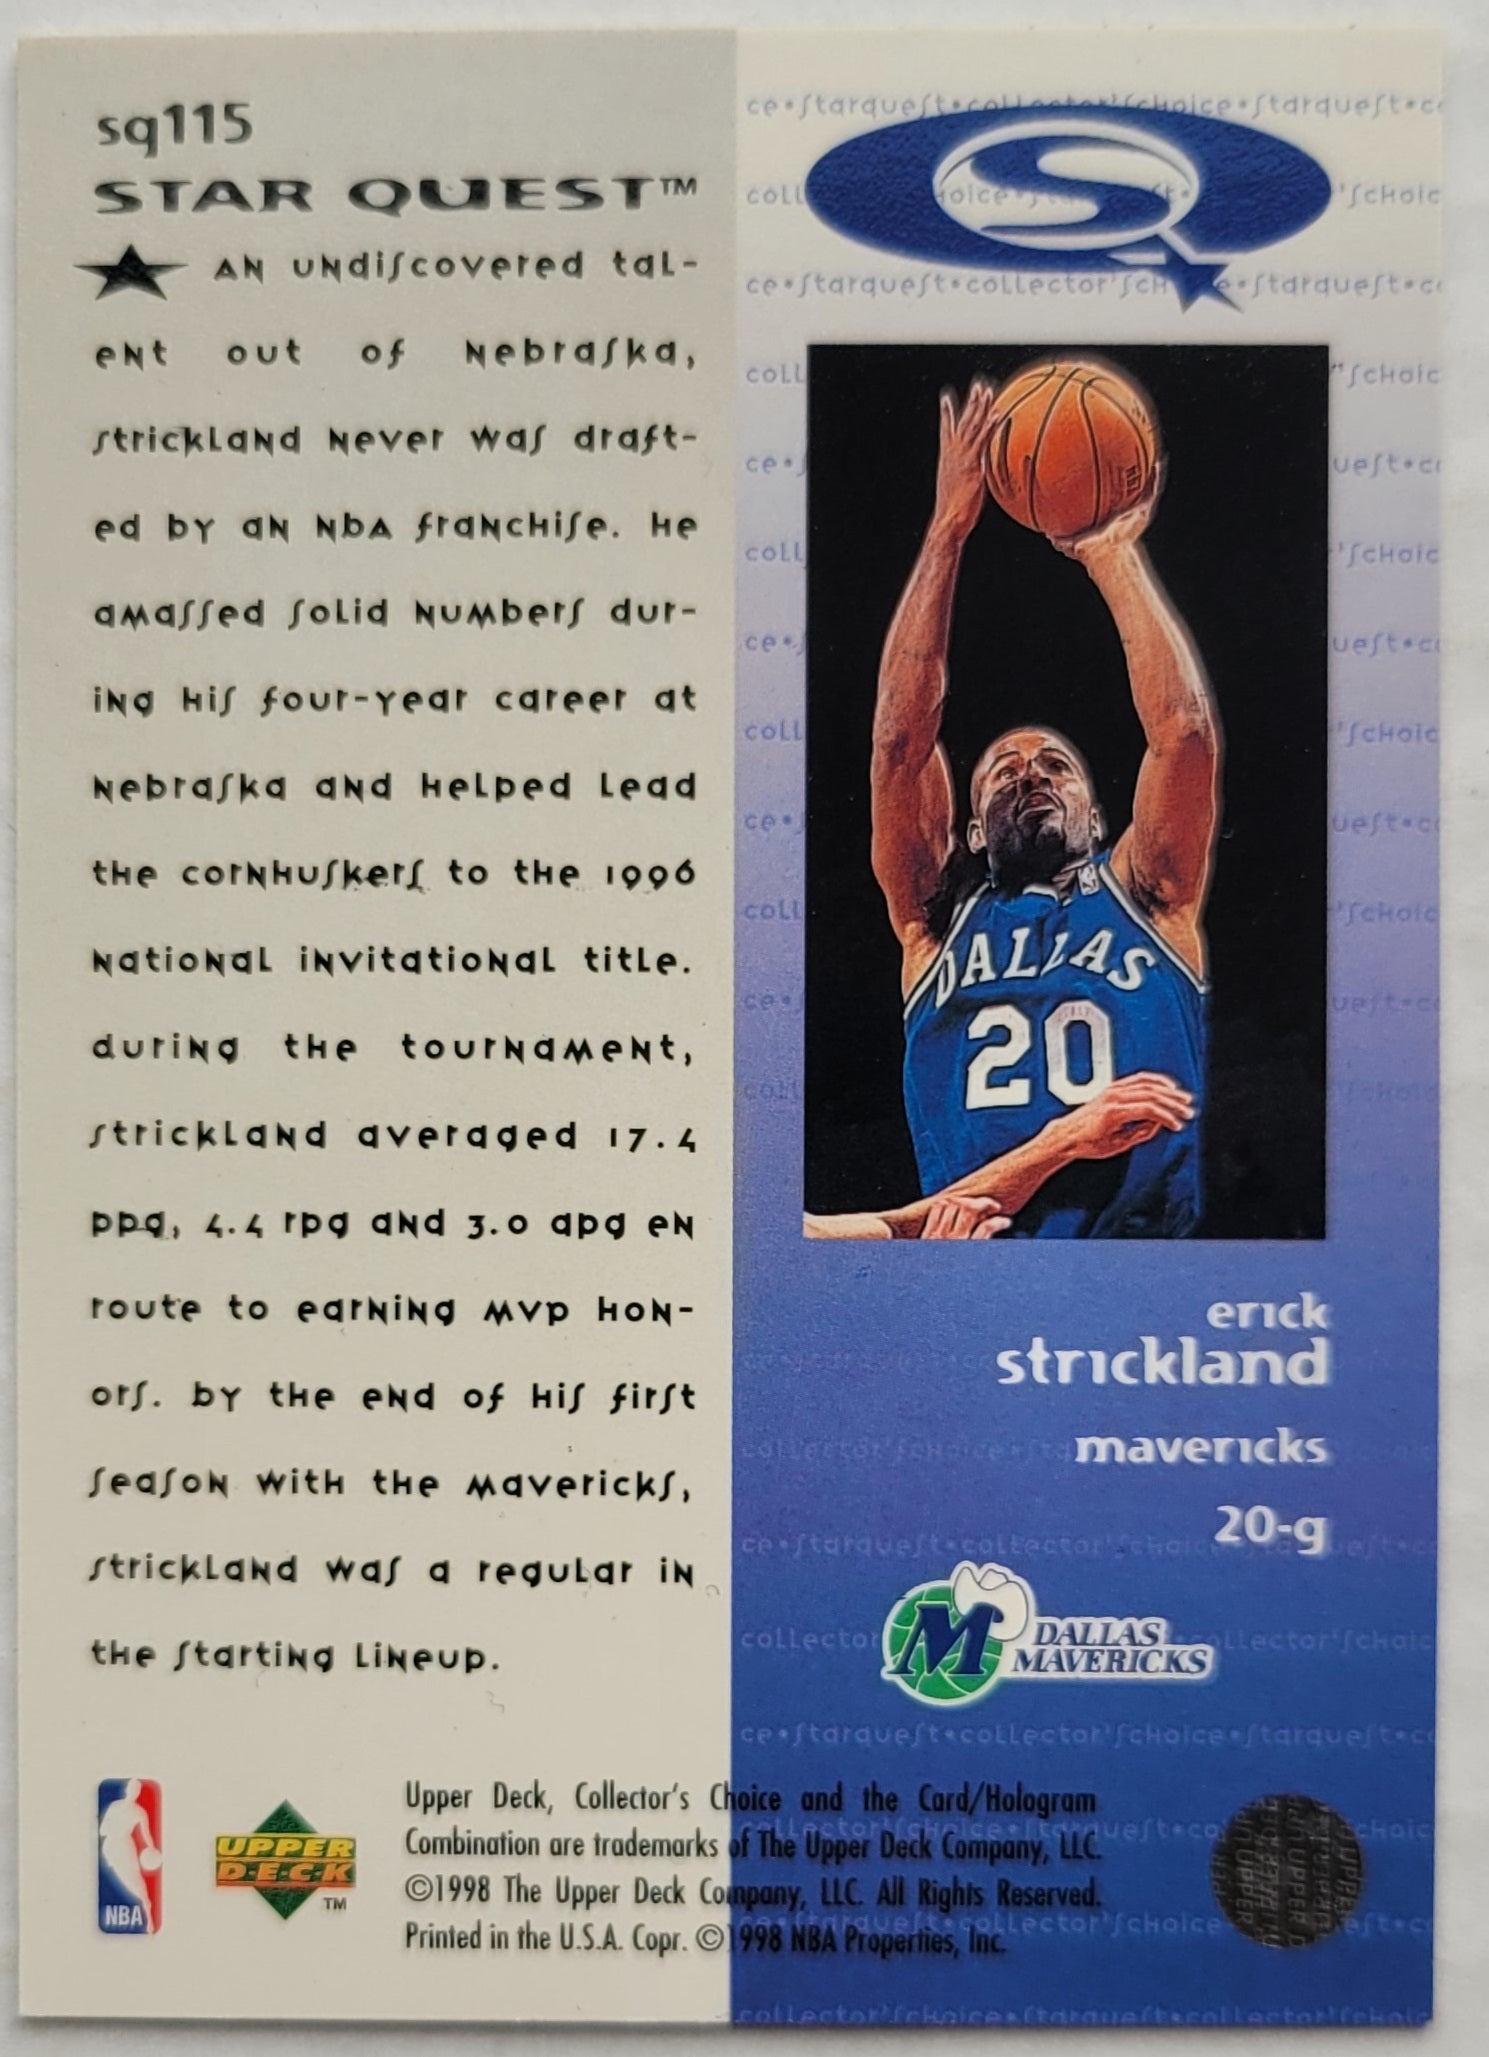 sq115
STAR QUEST™
AN undiscovered tal-
ent out of Nebraska,
strickland Never was draft-
ed by an NbA franchise. He
amassed solid Numbers dur-
ing His four-year career at
Nebraska and Helped Lead
the cornhuskers to the 1996
National invitational title.
during the tournament,
strickland averaged 17.4
ppg, 4.4 rpg and 3.0 apg en
route to earning MVP Hon-
ors. by the end of His first
season with the Mavericks,
strickland was a regular in
the starting Lineup.
SQ
DALLAS
20
erick
strickland
mavericks
20-g
M DALLAS
MAVERICKS
NBA
UPPER
DECK
™
Upper Deck, Collector's Choice and the Card/Hologram
Combination are trademarks of The Upper Deck Company, LLC.
©1998 The Upper Deck Company, LLC. All Rights Reserved.
Printed in the U.S.A. Copr. ©1998 NBA Properties, Inc.